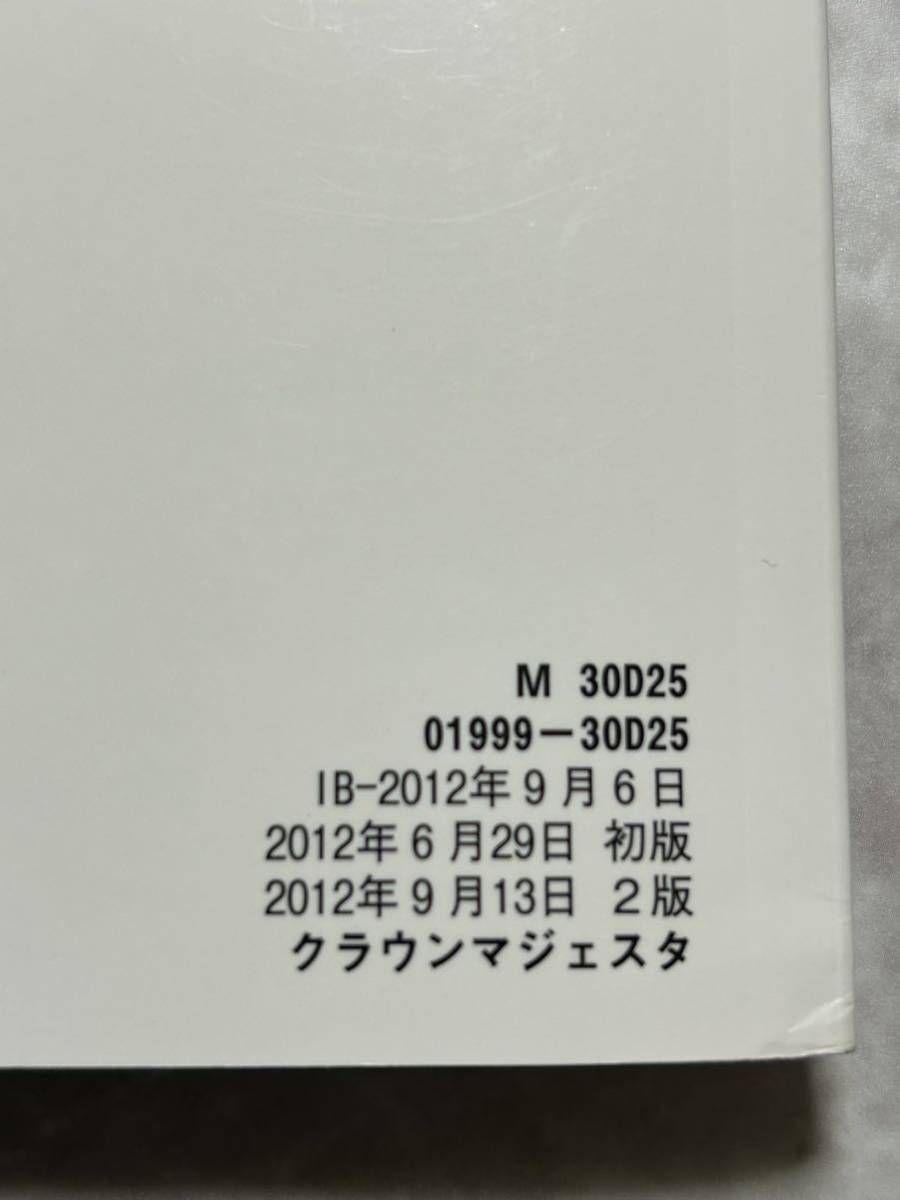 M 30D25
01999-30D25
IB-2012年9月6日
2012年6月29日 初版
2012年9月13日 2版
クラウンマジェスタ